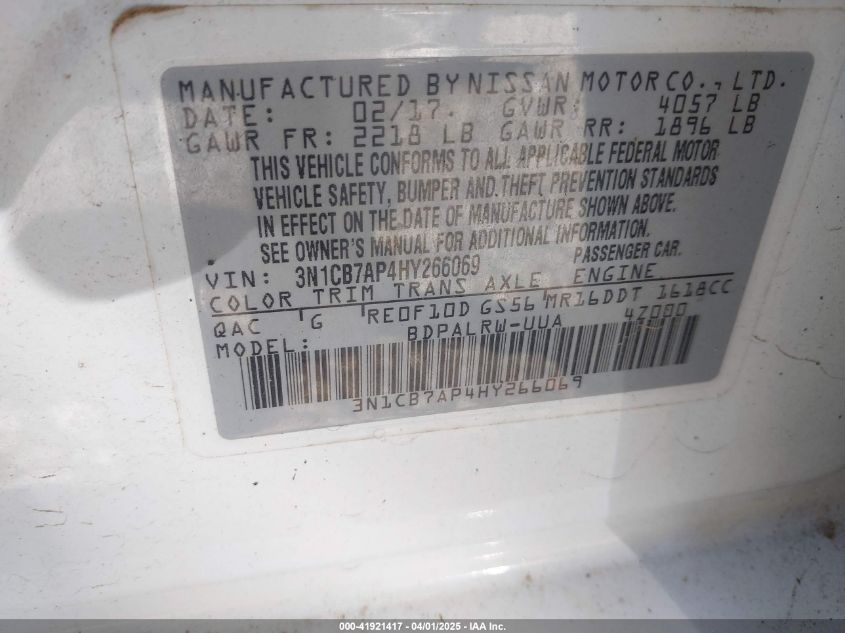 MANUFACTURED BY NISSAN MOTOR CO., LTD.
DATE: 02/17. GVWR: 4057 LB
GAWR FR: 2218 LB GAWR RR: 1896 LB
THIS VEHICLE CONFORMS TO ALL APPLICABLE FEDERAL MOTOR
VEHICLE SAFETY, BUMPER AND THEFT PREVENTION STANDARDS
IN EFFECT ON THE DATE OF MANUFACTURE SHOWN ABOVE.
SEE OWNER'S MANUAL FOR ADDITIONAL INFORMATION.
VIN: 3N1CB7AP4HY266069 PASSENGER CAR.
COLOR TRIM TRANS AXLE ENGINE
QAC G RE0F10D GS56 MR16DDT 1618CC
MODEL: BDPALRW-UUA 4Z000
3N1CB7AP4HY266069
000-41921417 - 04/01/2025 - IAA Inc.